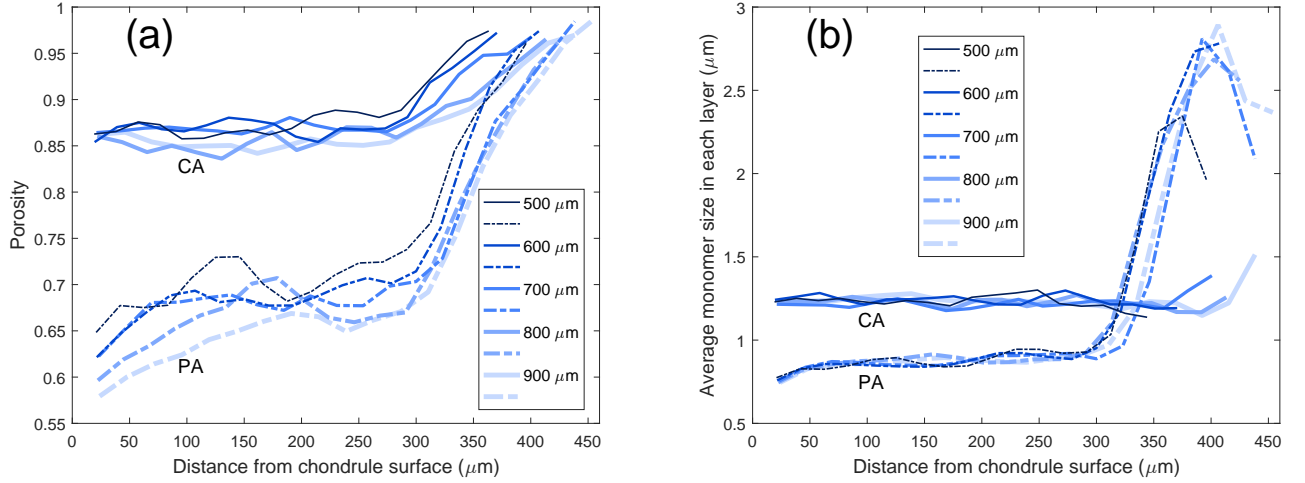 (a)
1
0.95
0.9
0.85
0.8
0.75
0.7
0.65
0.6
0.55
Porosity
CA
PA
500 μm
600 μm
700 μm
800 μm
900 μm
0 50 100 150 200 250 300 350 400 450
Distance from chondrule surface (μm)
(b)
3
2.5
2
1.5
1
0.5
Average monomer size in each layer (μm)
500 μm
600 μm
700 μm
800 μm
900 μm
CA
PA
0 50 100 150 200 250 300 350 400 450
Distance from chondrule surface (μm)